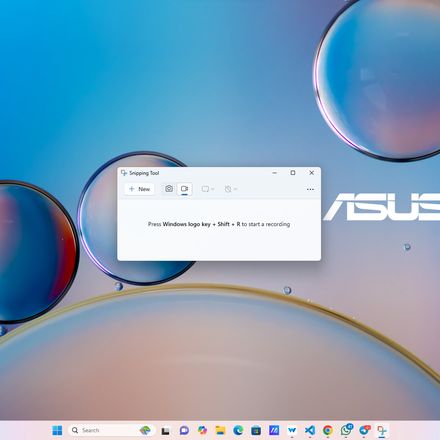 Snipping Tool
New
Press Windows logo key + Shift + R to start a recording
ASUS
Search